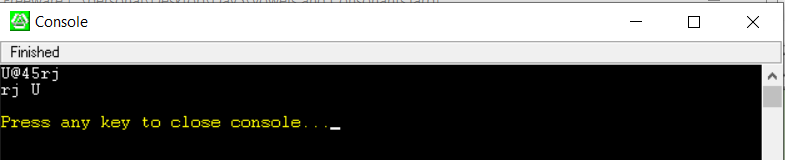 Console
Finished
U@45rj
rj U
Press any key to close console...